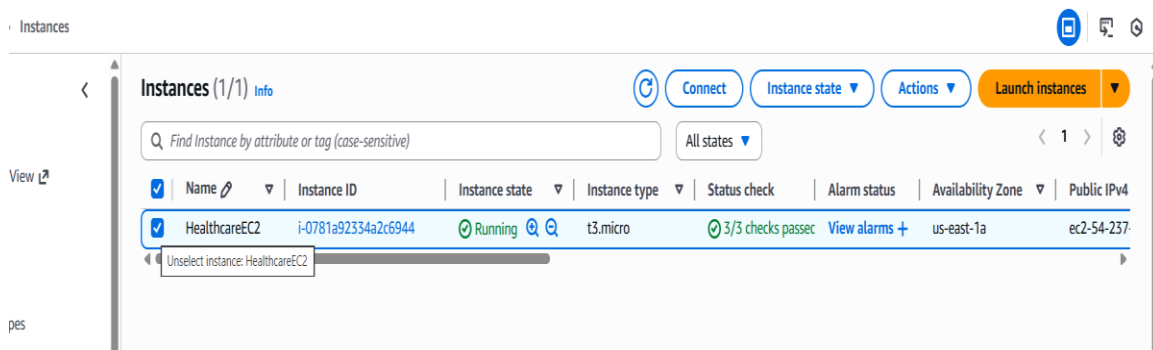 Instances
Instances (1/1) Info
Connect
Instance state
Actions
Launch instances
Find Instance by attribute or tag (case-sensitive)
All states
1
View
Name
Instance ID
Instance state
Instance type
Status check
Alarm status
Availability Zone
Public IPv4
HealthcareEC2
i-0781a92334a2c6944
Running
t3.micro
3/3 checks passec
View alarms +
us-east-1a
ec2-54-237-
Unselect instance: HealthcareEC2
pes